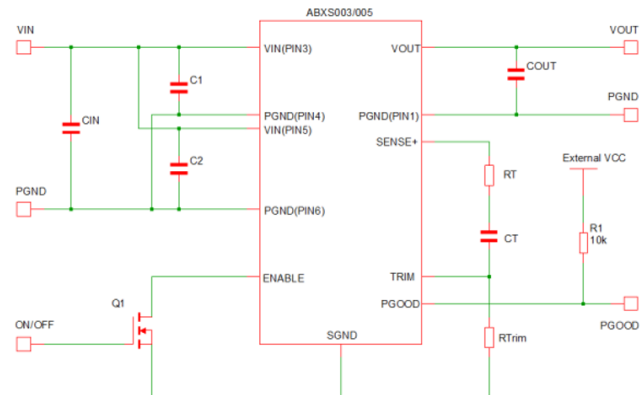 ABXS003/005
VIN
VIN(PIN3)
VOUT
VOUT
C1
COUT
CIN
PGND(PIN4)
VIN(PIN5)
PGND(PIN1)
PGND
C2
SENSE+
External VCC
RT
PGND
PGND(PIN6)
R1
10k
CT
ENABLE
TRIM
Q1
PGOOD
PGOOD
ON/OFF
SGND
RTrim